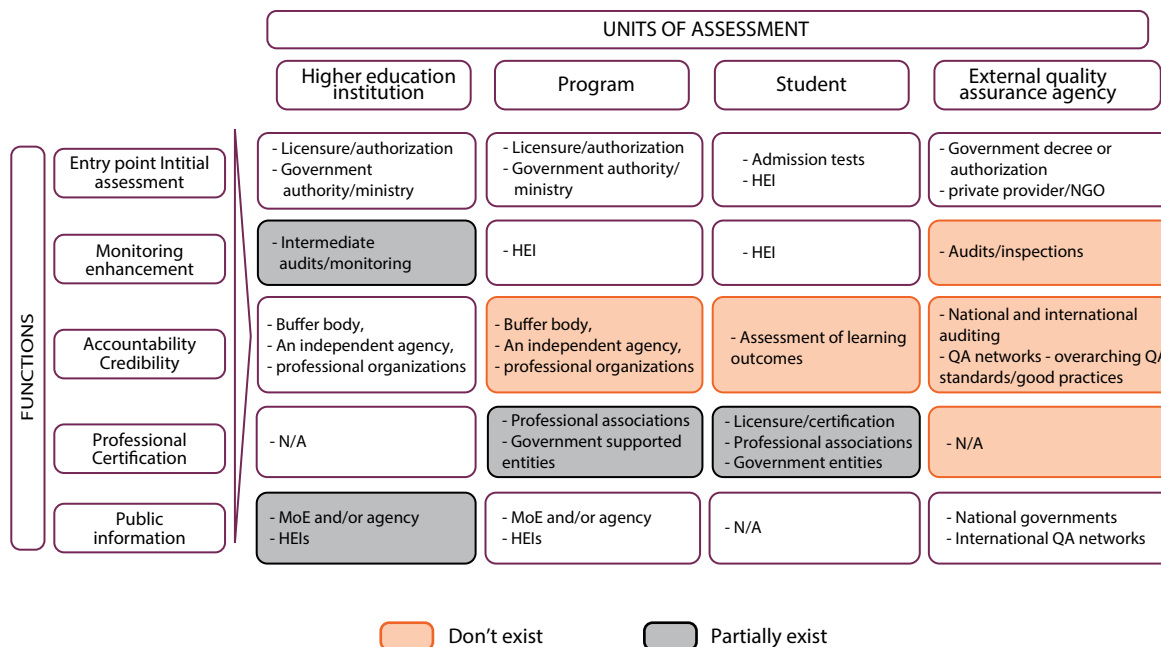 UNITS OF ASSESSMENT
Higher education
institution
Program
Student
External quality
assurance agency
FUNCTIONS
Entry point Intitial
assessment
- Licensure/authorization
- Government
authority/ministry
- Licensure/authorization
- Government authority/
ministry
- Admission tests
- HEI
- Government decree or
authorization
- private provider/NGO
Monitoring
enhancement
- Intermediate
audits/monitoring
- HEI
- HEI
- Audits/inspections
Accountability
Credibility
- Buffer body,
- An independent agency,
- professional organizations
- Buffer body,
- An independent agency,
- professional organizations
- Assessment of learning
outcomes
- National and international
auditing
- QA networks - overarching QA
standards/good practices
Professional
Certification
- N/A
- Professional associations
- Government supported
entities
- Licensure/certification
- Professional associations
- Government entities
- N/A
Public
information
- MoE and/or agency
- HEIs
- MoE and/or agency
- HEIs
- N/A
- National governments
- International QA networks
Don't exist
Partially exist